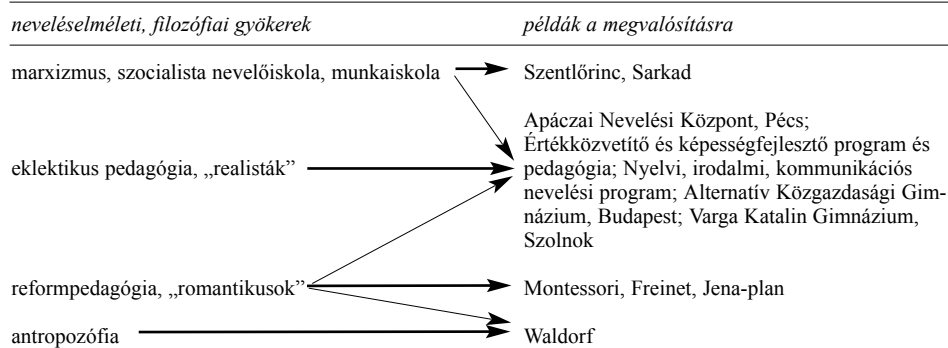 neveléselméleti, filozófiai gyökerek példák a megvalósításra
marxizmus, szocialista nevelőiskola, munkaiskola Szentlőrinc, Sarkad
Apáczai Nevelési Központ, Pécs;
Értékközvetítő és képességfejlesztő program és
eklektikus pedagógia, „realisták” pedagógia; Nyelvi, irodalmi, kommunikációs
nevelési program; Alternatív Közgazdasági Gim-
názium, Budapest; Varga Katalin Gimnázium,
Szolnok
reformpedagógia, „romantikusok” Montessori, Freinet, Jena-plan
antropozófia Waldorf